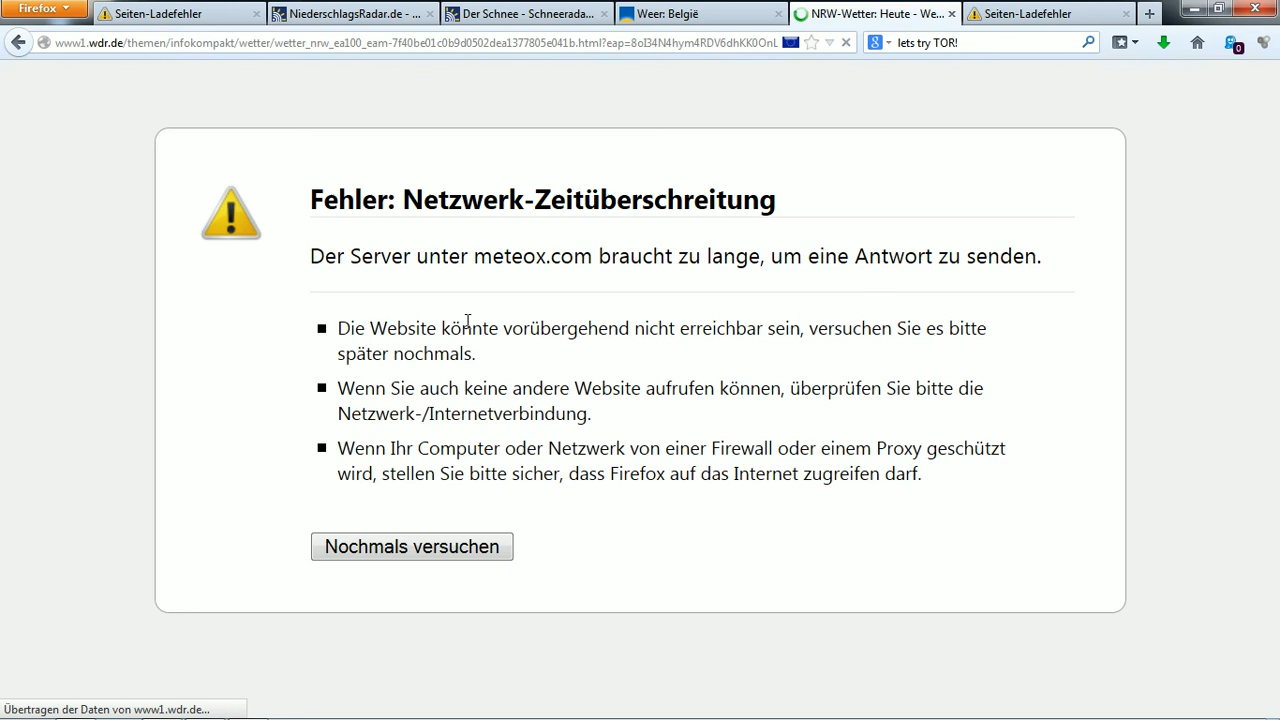 Firefox
Seiten-Ladefehler
NiederschlagsRadar.de - ...
Der Schnee - Schneerada...
Weer: België
NRW-Wetter: Heute - We...
Seiten-Ladefehler
www1.wdr.de/themen/infokompakt/wetter/wetter_nrw_ea100_eam-7f40be01c0b9d0502dea1377805e041b.html?eap=8oI34N4hym4RDV6dhKK0OnL
lets try TOR!
0
Fehler: Netzwerk-Zeitüberschreitung
Der Server unter meteox.com braucht zu lange, um eine Antwort zu senden.
Die Website könnte vorübergehend nicht erreichbar sein, versuchen Sie es bitte
später nochmals.
Wenn Sie auch keine andere Website aufrufen können, überprüfen Sie bitte die
Netzwerk-/Internetverbindung.
Wenn Ihr Computer oder Netzwerk von einer Firewall oder einem Proxy geschützt
wird, stellen Sie bitte sicher, dass Firefox auf das Internet zugreifen darf.
Nochmals versuchen
Übertragen der Daten von www1.wdr.de...